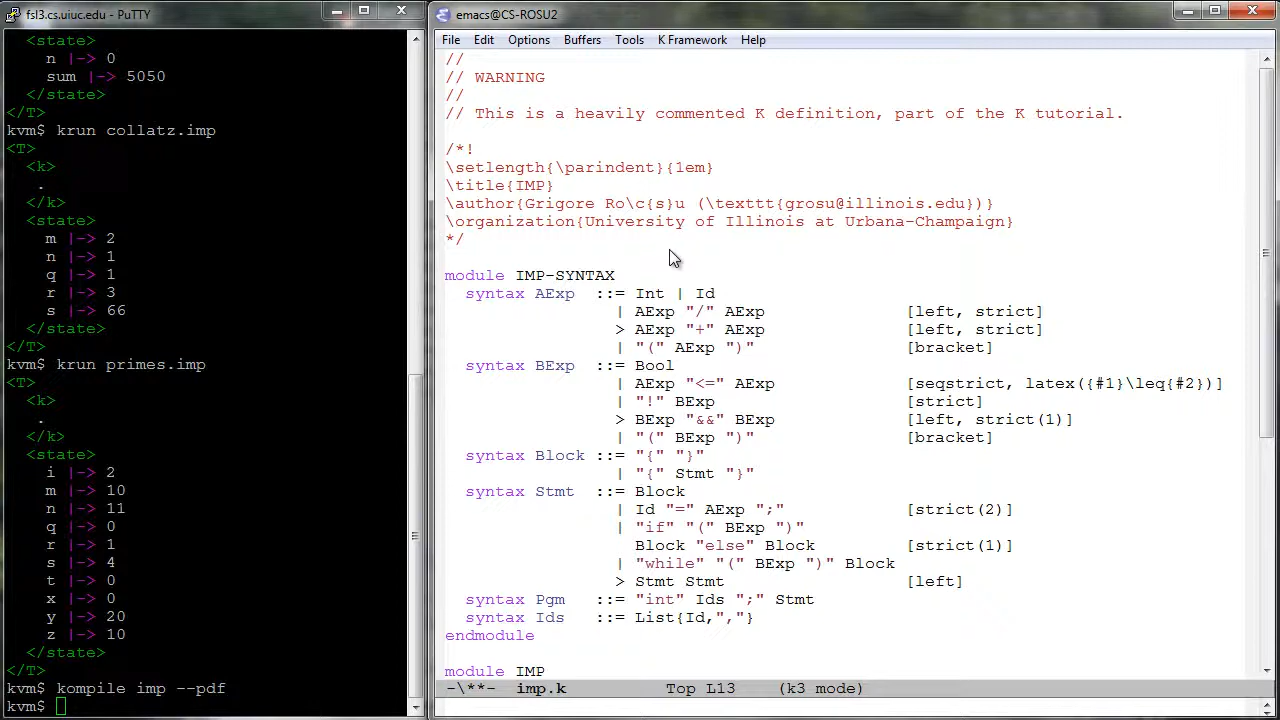 fsl3.cs.uiuc.edu - PuTTY
<state>
n |-> 0
sum |-> 5050
</state>
</T>
kvm$ krun collatz.imp
<T>
<k>
.
</k>
<state>
m |-> 2
n |-> 1
q |-> 1
r |-> 3
s |-> 66
</state>
</T>
kvm$ krun primes.imp
<T>
<k>
.
</k>
<state>
i |-> 2
m |-> 10
n |-> 11
q |-> 0
r |-> 1
s |-> 4
t |-> 0
x |-> 0
y |-> 20
z |-> 10
</state>
</T>
kvm$ kompile imp --pdf
kvm$
emacs@CS-ROSU2
File Edit Options Buffers Tools K Framework Help
//
// WARNING
//
// This is a heavily commented K definition, part of the K tutorial.
/*!
\setlength{\parindent}{1em}
\title{IMP}
\author{Grigore Ro\c{s}u (\texttt{grosu@illinois.edu})}
\organization{University of Illinois at Urbana-Champaign}
*/
module IMP-SYNTAX
syntax AExp ::= Int | Id
| AExp "/" AExp [left, strict]
> AExp "+" AExp [left, strict]
| "(" AExp ")" [bracket]
syntax BExp ::= Bool
| AExp "<=" AExp [seqstrict, latex({#1}\leq{#2})]
| "!" BExp [strict]
> BExp "&&" BExp [left, strict(1)]
| "(" BExp ")" [bracket]
syntax Block ::= "{" "}"
| "{" Stmt "}"
syntax Stmt ::= Block
| Id "=" AExp ";" [strict(2)]
| "if" "(" BExp ")"
Block "else" Block [strict(1)]
| "while" "(" BExp ")" Block
> Stmt Stmt [left]
syntax Pgm ::= "int" Ids ";" Stmt
syntax Ids ::= List{Id,","}
endmodule
module IMP
-\**- imp.k Top L13 (k3 mode)